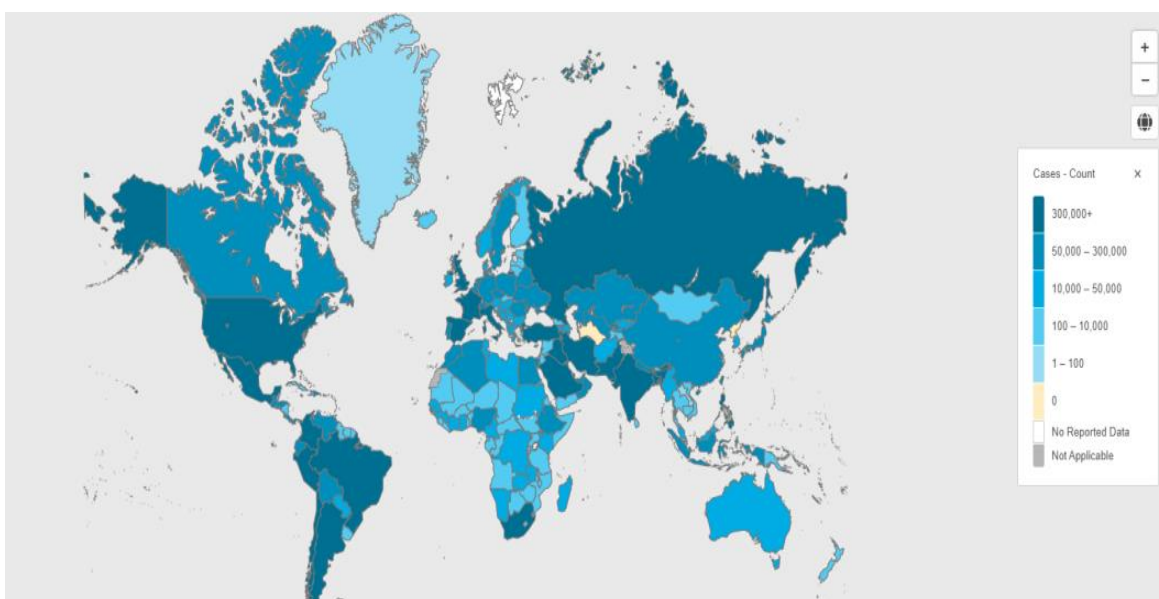 +
−
Cases - Count ×
300,000+
50,000 – 300,000
10,000 – 50,000
100 – 10,000
1 – 100
0
No Reported Data
Not Applicable